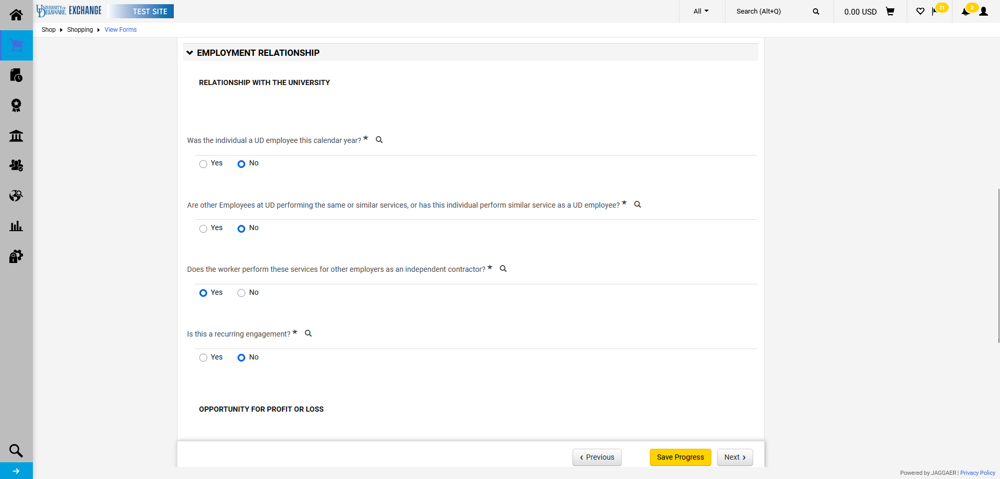 UNIVERSITY OF DELAWARE EXCHANGE TEST SITE
All
Search (Alt+Q)
0.00 USD
21
2
Shop Shopping View Forms
EMPLOYMENT RELATIONSHIP
RELATIONSHIP WITH THE UNIVERSITY
Was the individual a UD employee this calendar year? ★
Yes No
Are other Employees at UD performing the same or similar services, or has this individual perform similar service as a UD employee? ★
Yes No
Does the worker perform these services for other employers as an independent contractor? ★
Yes No
Is this a recurring engagement? ★
Yes No
OPPORTUNITY FOR PROFIT OR LOSS
‹ Previous
Save Progress
Next ›
Powered by JAGGAER | Privacy Policy